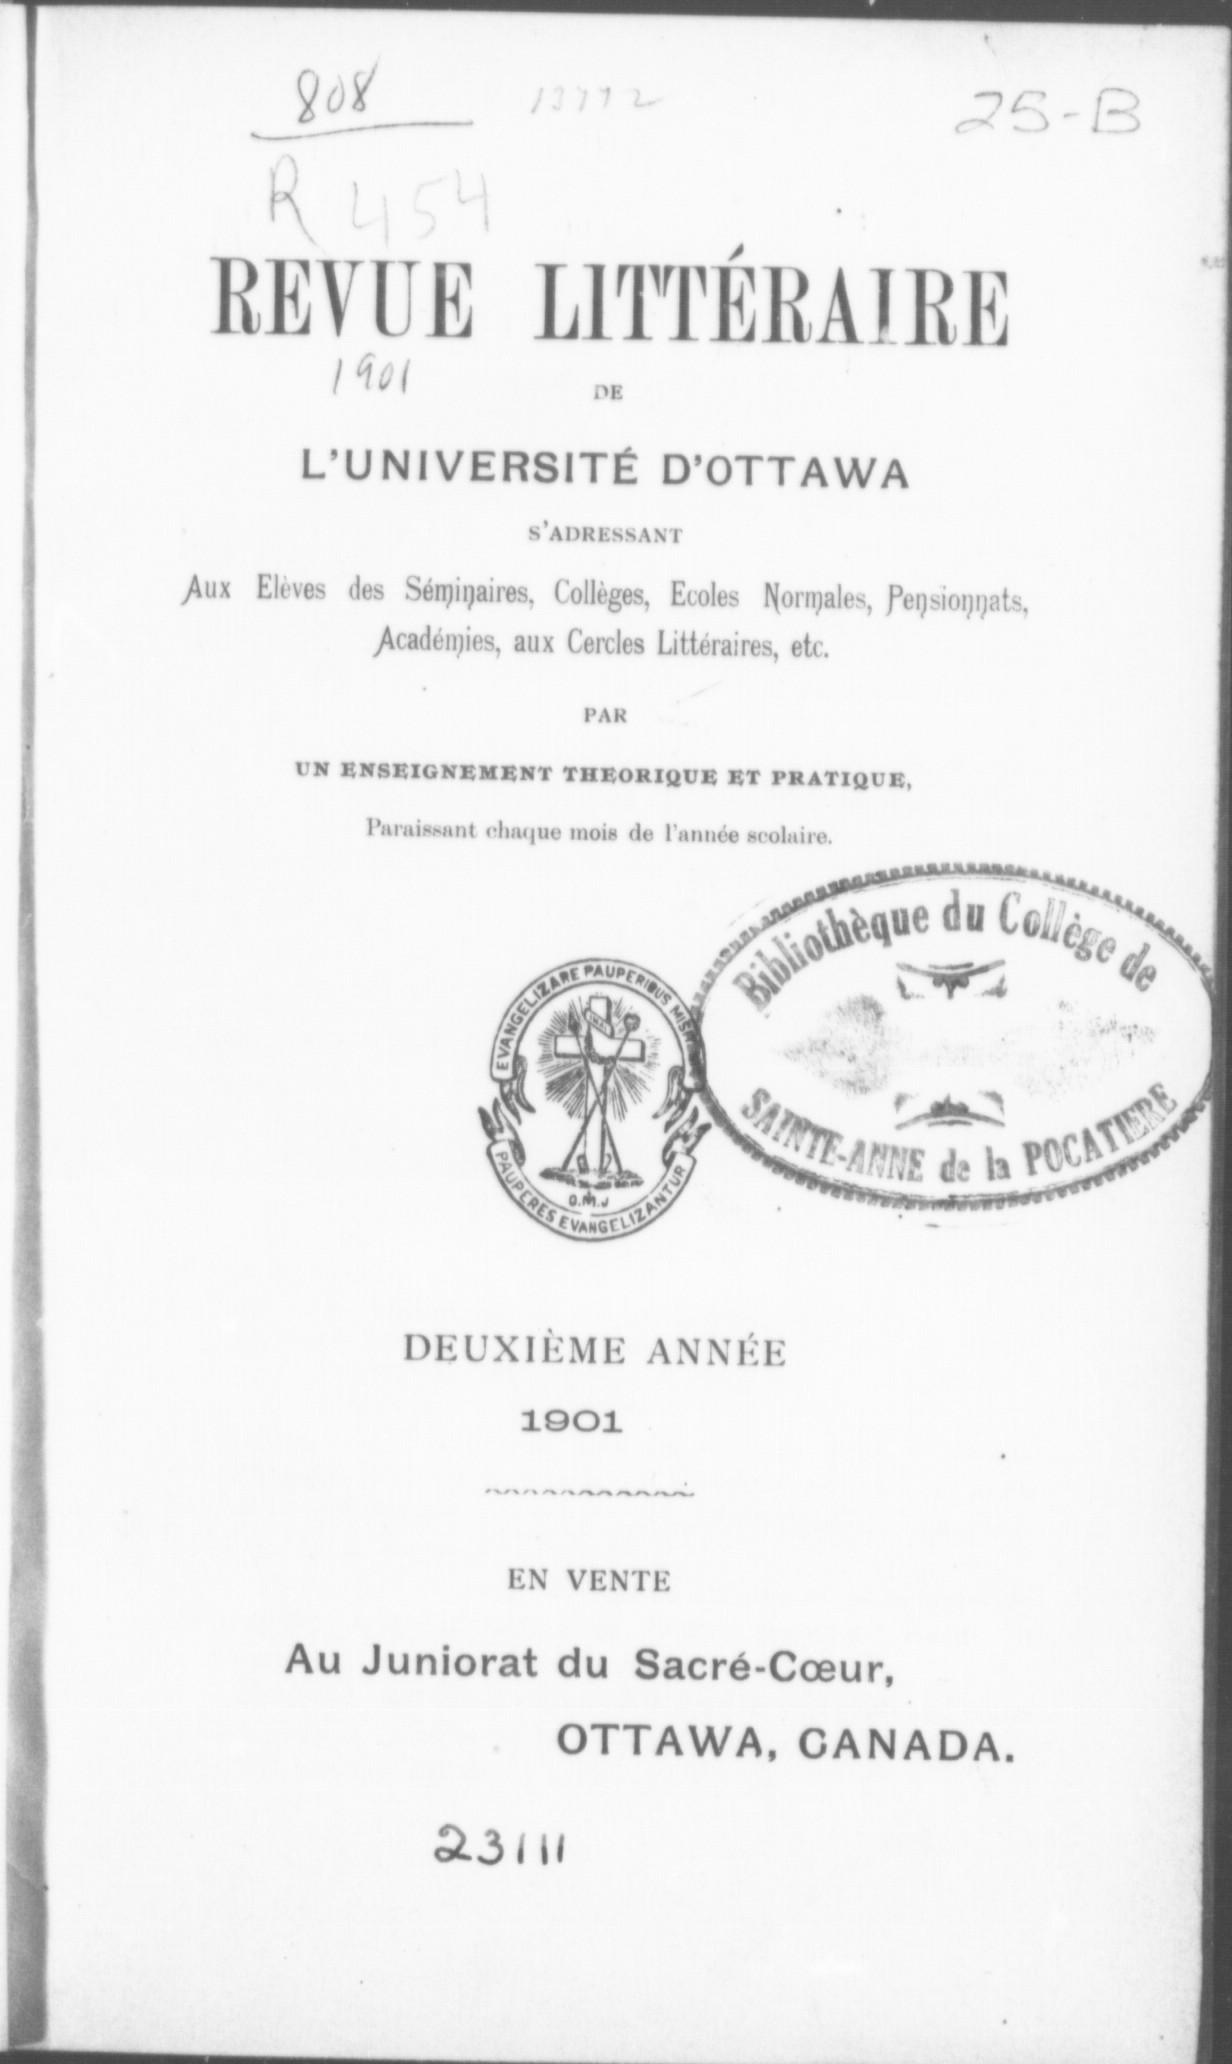 808
R 454
25-B
REVUE LITTÉRAIRE
1901
DE
L'UNIVERSITÉ D'OTTAWA
S'ADRESSANT
Aux Elèves des Séminaires, Collèges, Ecoles Normales, Pensionnats,
Académies, aux Cercles Littéraires, etc.
PAR
UN ENSEIGNEMENT THEORIQUE ET PRATIQUE,
Paraissant chaque mois de l'année scolaire.
Bibliothèque du Collège de
SAINTE-ANNE de la POCATIERE
EVANGELIZARE PAUPERIBUS
O.M.J
PAUPERES EVANGELIZANTUR
DEUXIÈME ANNÉE
1901
EN VENTE
Au Juniorat du Sacré-Cœur,
OTTAWA, CANADA.
23111